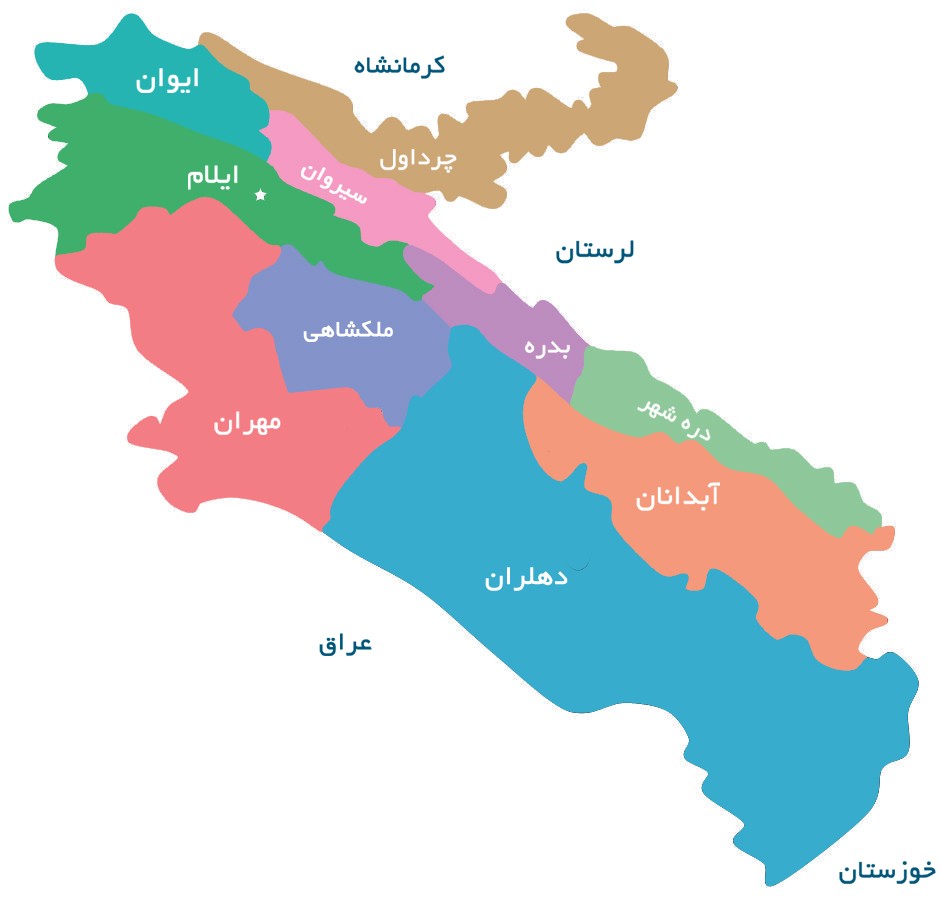 کرمانشاه
ایوان
چرداول
ایلام
سیروان
لرستان
ملکشاهی
بدره
مهران
دره شهر
آبدانان
دهلران
عراق
خوزستان